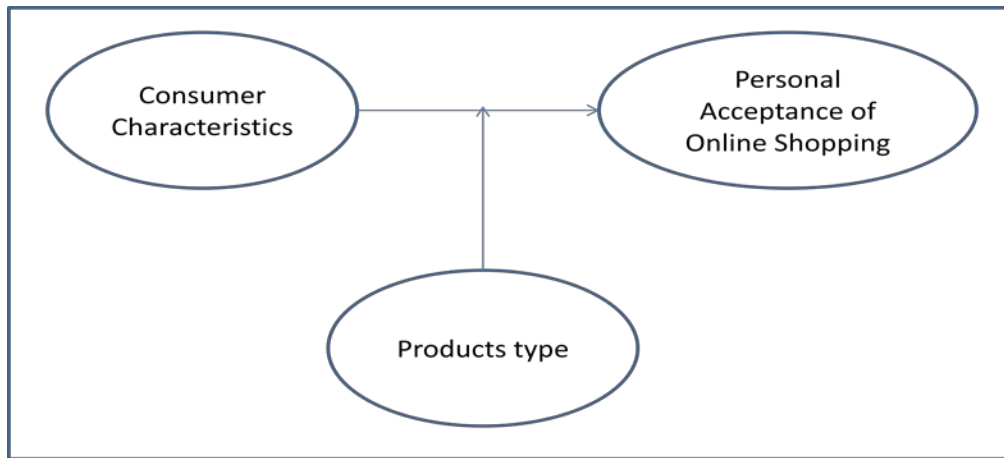 Consumer
Characteristics
Personal
Acceptance of
Online Shopping
Products type